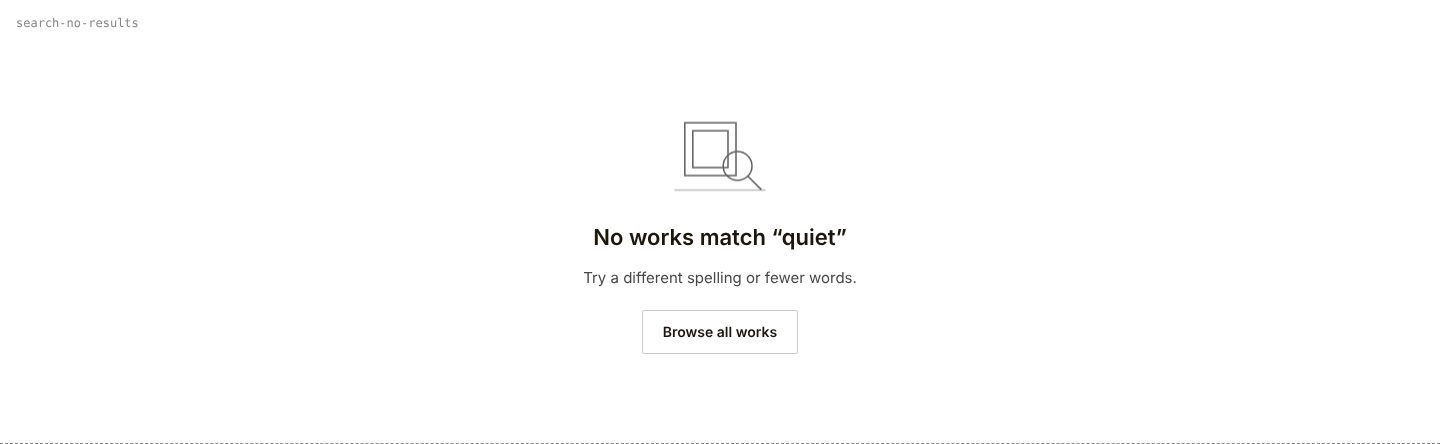 search-no-results
No works match “quiet”
Try a different spelling or fewer words.
Browse all works